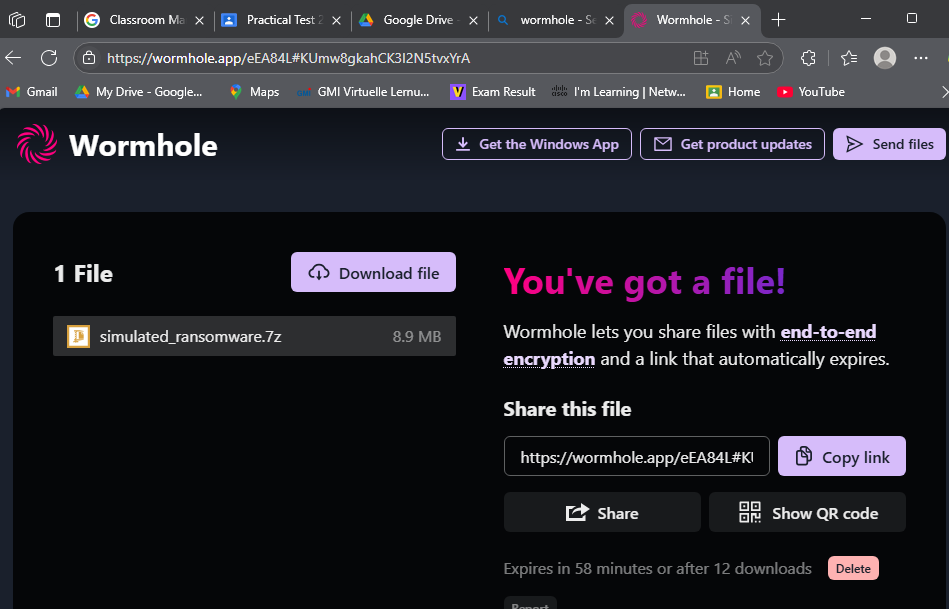 Classroom Ma
Practical Test 2
Google Drive -
wormhole - Se
Wormhole - S
https://wormhole.app/eEA84L#KUmw8gkahCK3I2N5tvxYrA
Gmail
My Drive - Google...
Maps
GMI Virtuelle Lernu...
Exam Result
I'm Learning | Netw...
Home
YouTube
Wormhole
Get the Windows App
Get product updates
Send files
1 File
Download file
simulated_ransomware.7z 8.9 MB
You've got a file!
Wormhole lets you share files with end-to-end
encryption and a link that automatically expires.
Share this file
https://wormhole.app/eEA84L#KU
Copy link
Share
Show QR code
Expires in 58 minutes or after 12 downloads
Delete
Report